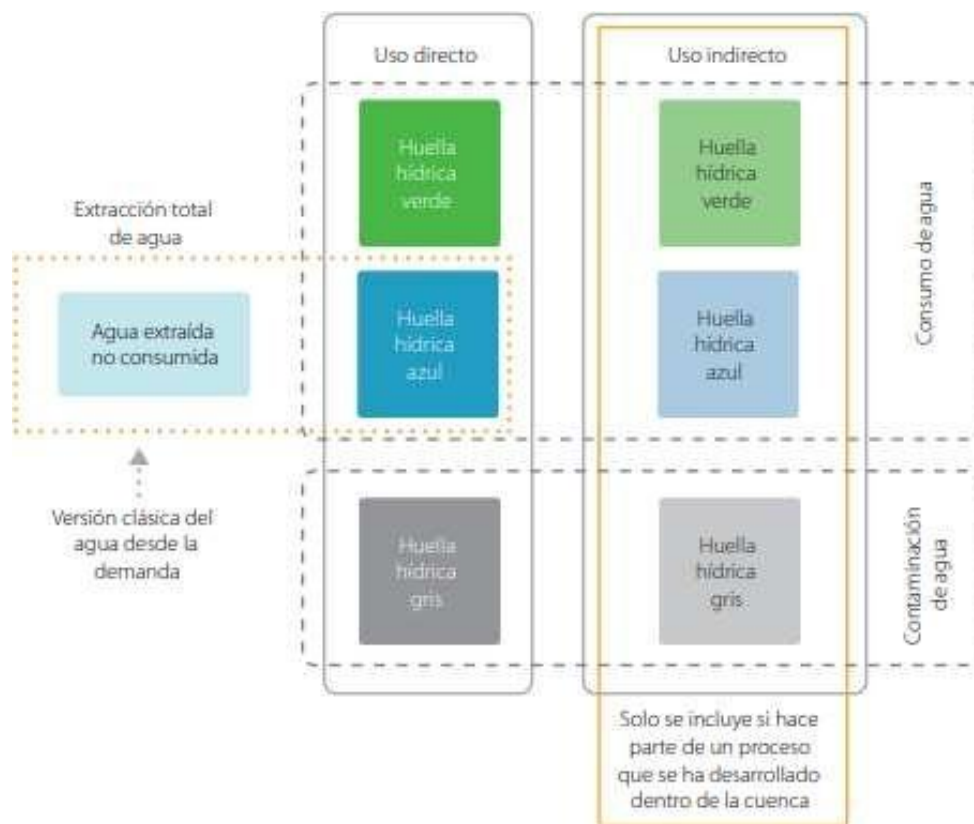 Uso directo
Uso indirecto
Huella
hídrica
verde
Huella
hídrica
verde
Extracción total
de agua
Agua extraída
no consumida
Huella
hídrica
azul
Huella
hídrica
azul
Consumo de agua
Versión clásica del
agua desde la
demanda
Huella
hídrica
gris
Huella
hídrica
gris
Contaminación
de agua
Solo se incluye si hace
parte de un proceso
que se ha desarrollado
dentro de la cuenca